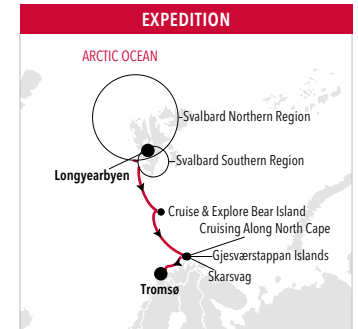 EXPEDITION
ARCTIC OCEAN
Svalbard Northern Region
Svalbard Southern Region
Longyearbyen
Cruise & Explore Bear Island
Cruising Along North Cape
Gjesværstappan Islands
Skarsvag
Tromsø